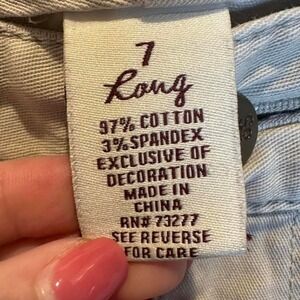 7
Long
97% COTTON
3% SPANDEX
EXCLUSIVE OF
DECORATION
MADE IN
CHINA
RN# 73277
SEE REVERSE
FOR CARE